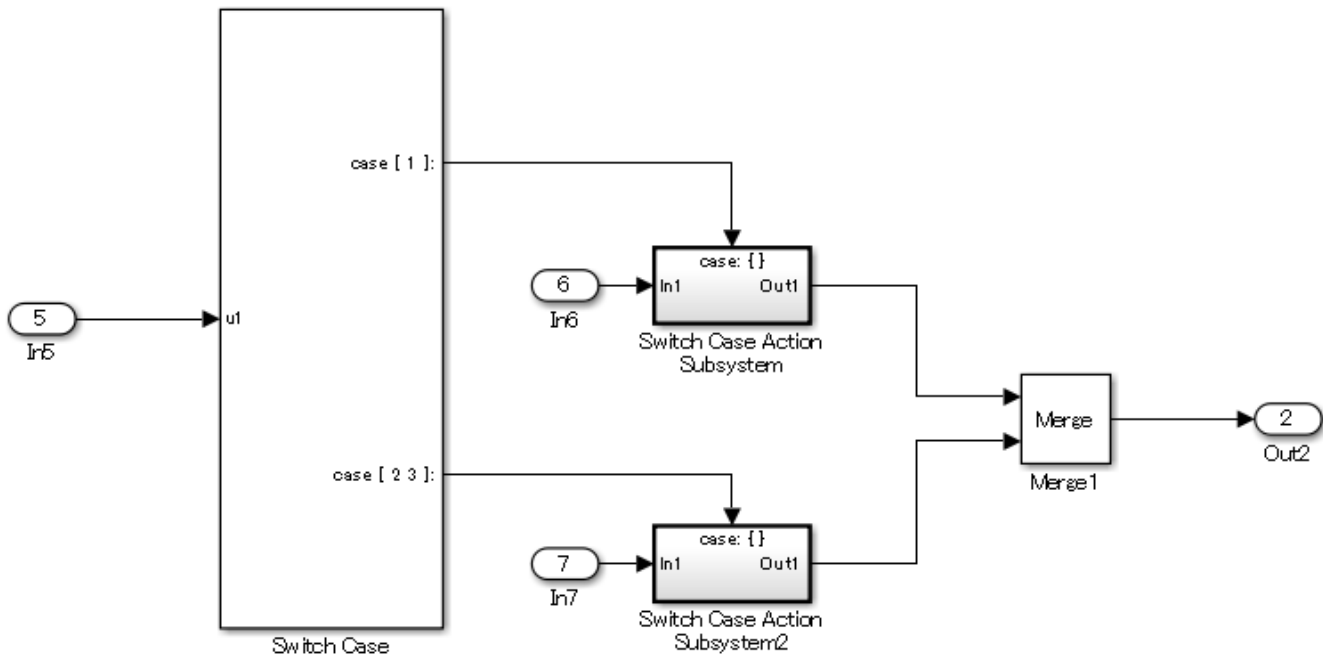 case [ 1 ]:
case: { }
6
In1
Out1
In6
Switch Case Action
Subsystem
5
u1
In5
Merge
2
Merge1
Out2
case [ 2 3 ]:
case: { }
7
In1
Out1
In7
Switch Case Action
Subsystem2
Switch Case